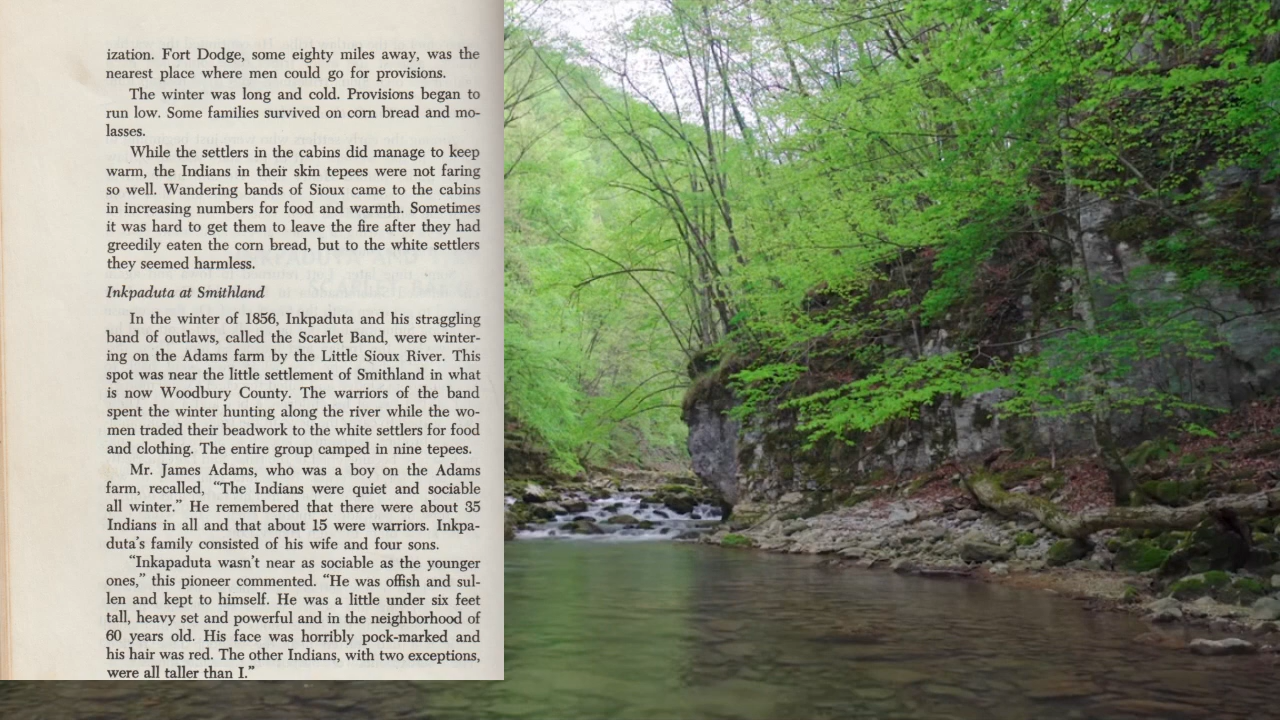 ization. Fort Dodge, some eighty miles away, was the
nearest place where men could go for provisions.
The winter was long and cold. Provisions began to
run low. Some families survived on corn bread and mo-
lasses.
While the settlers in the cabins did manage to keep
warm, the Indians in their skin tepees were not faring
so well. Wandering bands of Sioux came to the cabins
in increasing numbers for food and warmth. Sometimes
it was hard to get them to leave the fire after they had
greedily eaten the corn bread, but to the white settlers
they seemed harmless.
Inkpaduta at Smithland
In the winter of 1856, Inkpaduta and his straggling
band of outlaws, called the Scarlet Band, were winter-
ing on the Adams farm by the Little Sioux River. This
spot was near the little settlement of Smithland in what
is now Woodbury County. The warriors of the band
spent the winter hunting along the river while the wo-
men traded their beadwork to the white settlers for food
and clothing. The entire group camped in nine tepees.
Mr. James Adams, who was a boy on the Adams
farm, recalled, “The Indians were quiet and sociable
all winter.” He remembered that there were about 35
Indians in all and that about 15 were warriors. Inkpa-
duta’s family consisted of his wife and four sons.
“Inkapaduta wasn’t near as sociable as the younger
ones,” this pioneer commented. “He was offish and sul-
len and kept to himself. He was a little under six feet
tall, heavy set and powerful and in the neighborhood of
60 years old. His face was horribly pock-marked and
his hair was red. The other Indians, with two exceptions,
were all taller than I.”